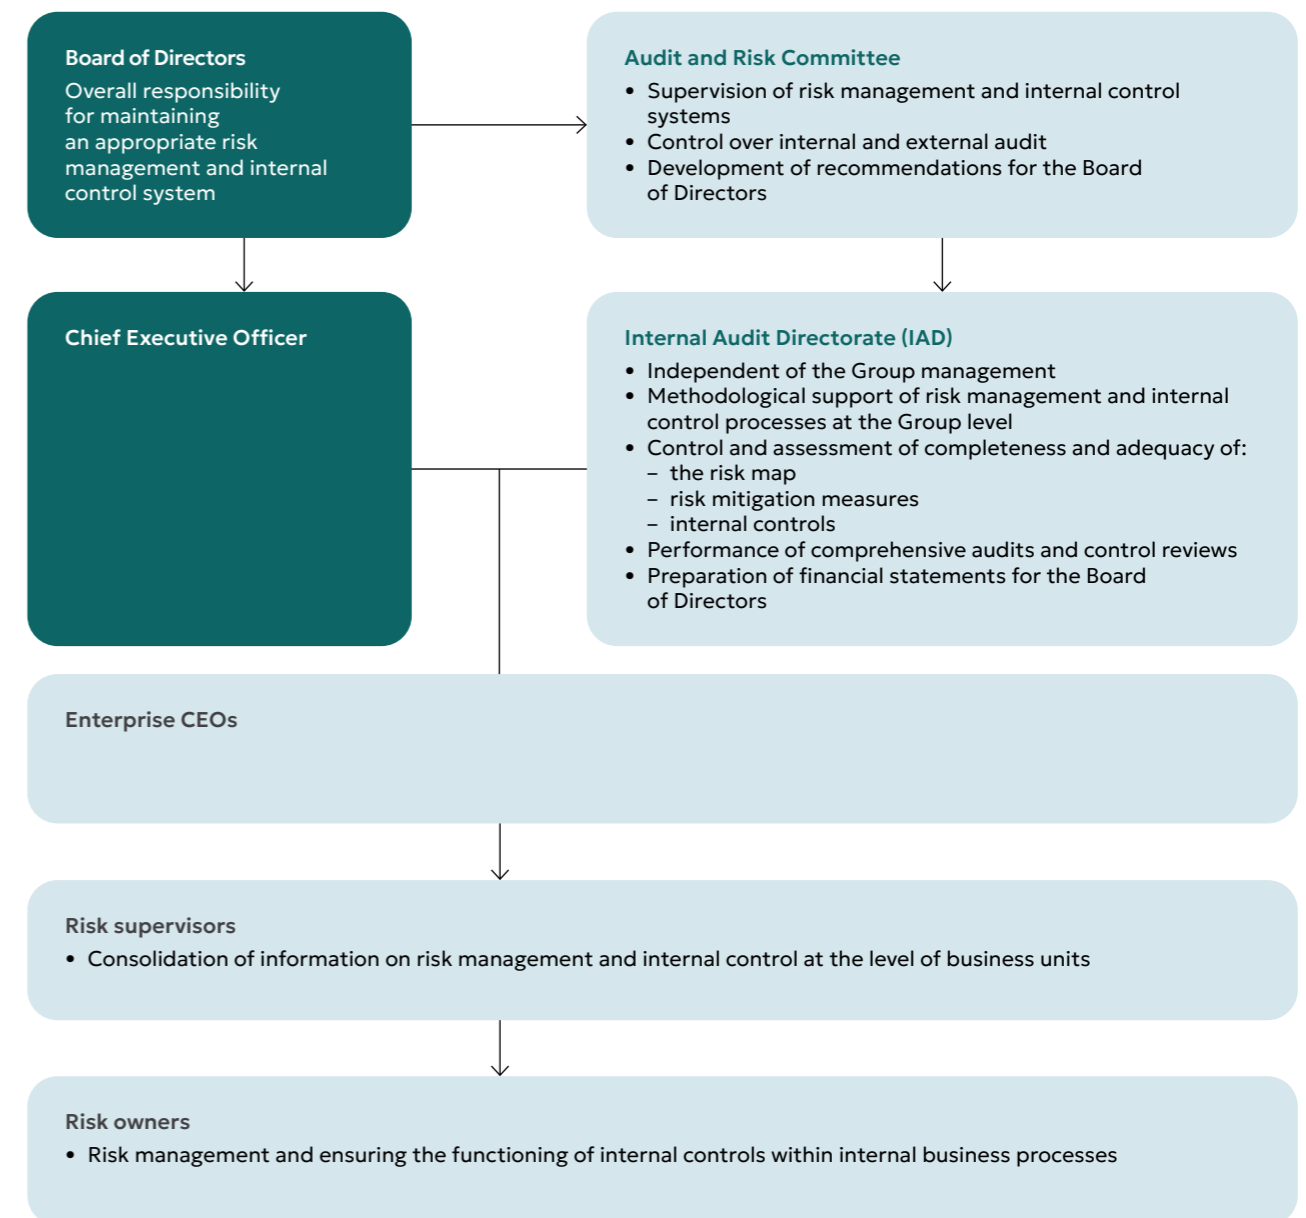 Board of Directors
Overall responsibility
for maintaining
an appropriate risk
management and internal
control system
Audit and Risk Committee
• Supervision of risk management and internal control
systems
• Control over internal and external audit
• Development of recommendations for the Board
of Directors
Chief Executive Officer
Internal Audit Directorate (IAD)
• Independent of the Group management
• Methodological support of risk management and internal
control processes at the Group level
• Control and assessment of completeness and adequacy of:
– the risk map
– risk mitigation measures
– internal controls
• Performance of comprehensive audits and control reviews
• Preparation of financial statements for the Board
of Directors
Enterprise CEOs
Risk supervisors
• Consolidation of information on risk management and internal control at the level of business units
Risk owners
• Risk management and ensuring the functioning of internal controls within internal business processes